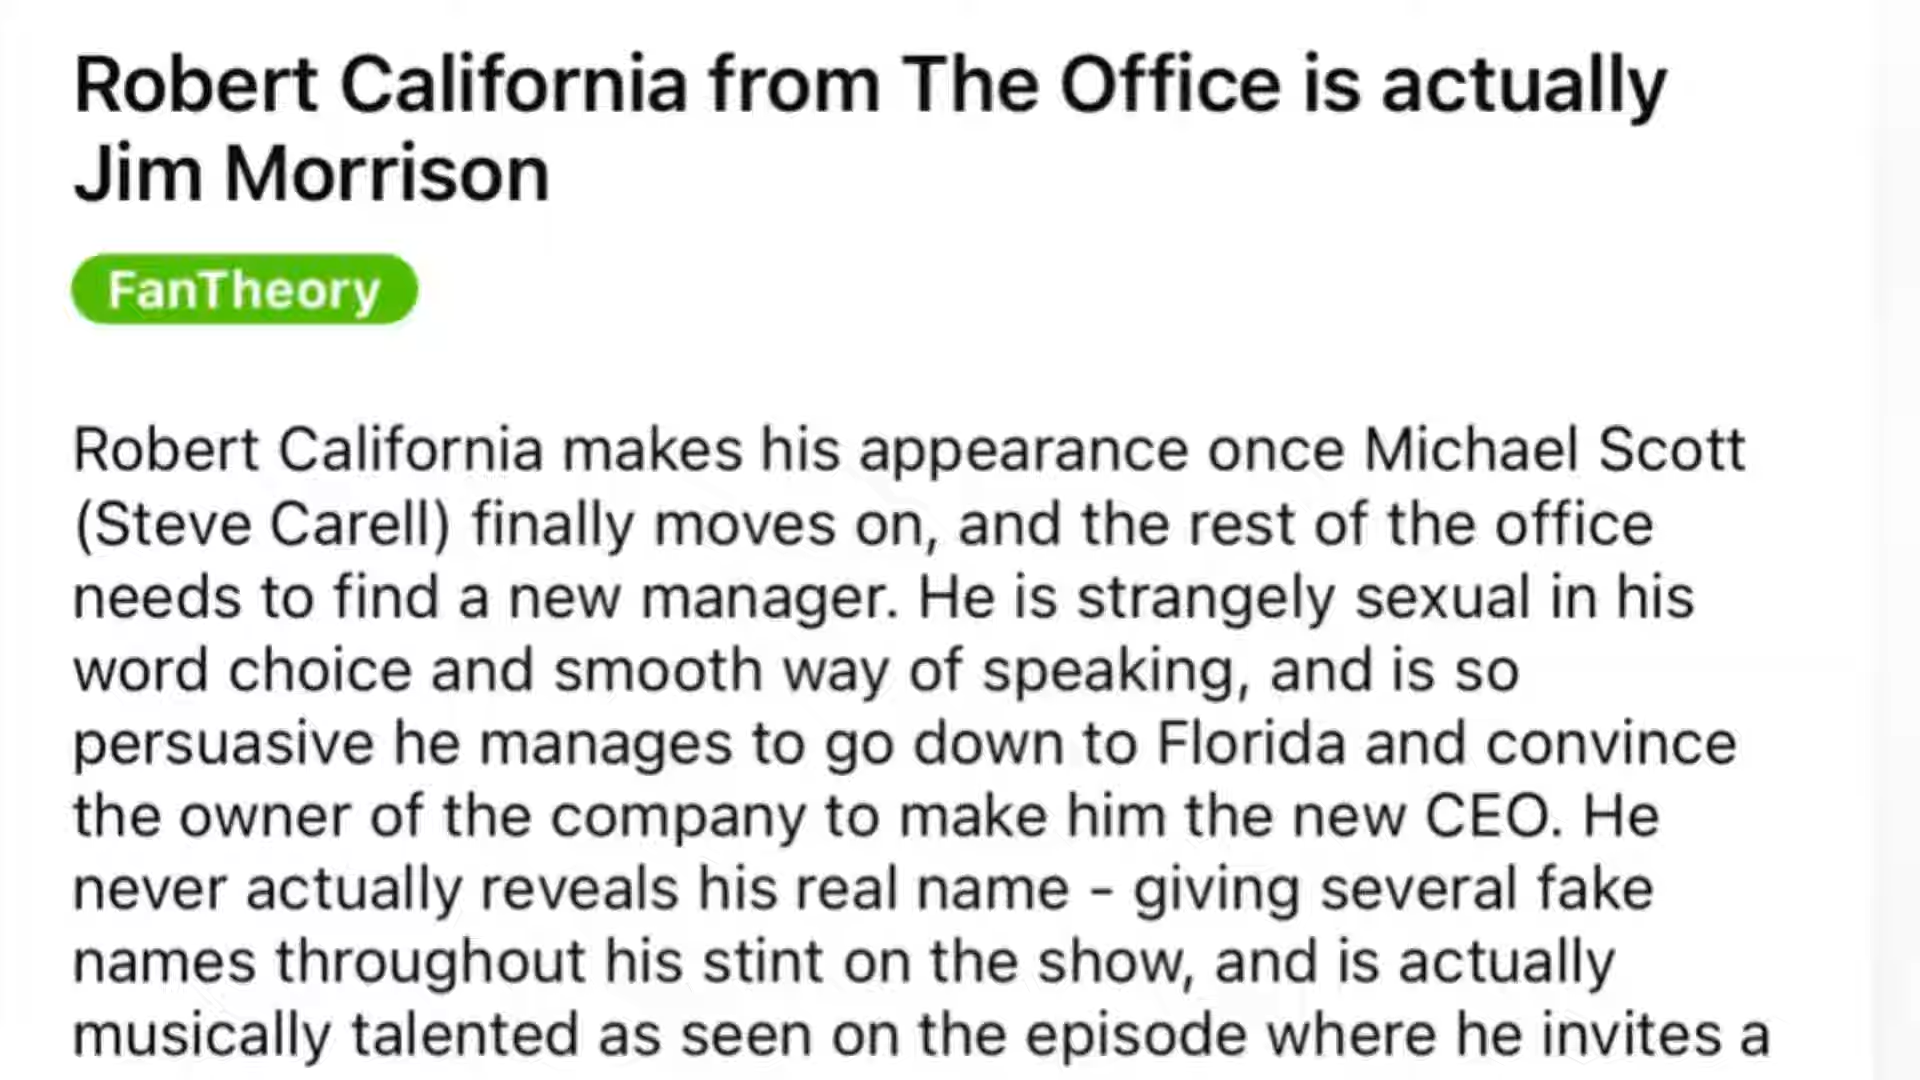 Robert California from The Office is actually
Jim Morrison
FanTheory
Robert California makes his appearance once Michael Scott
(Steve Carell) finally moves on, and the rest of the office
needs to find a new manager. He is strangely sexual in his
word choice and smooth way of speaking, and is so
persuasive he manages to go down to Florida and convince
the owner of the company to make him the new CEO. He
never actually reveals his real name - giving several fake
names throughout his stint on the show, and is actually
musically talented as seen on the episode where he invites a